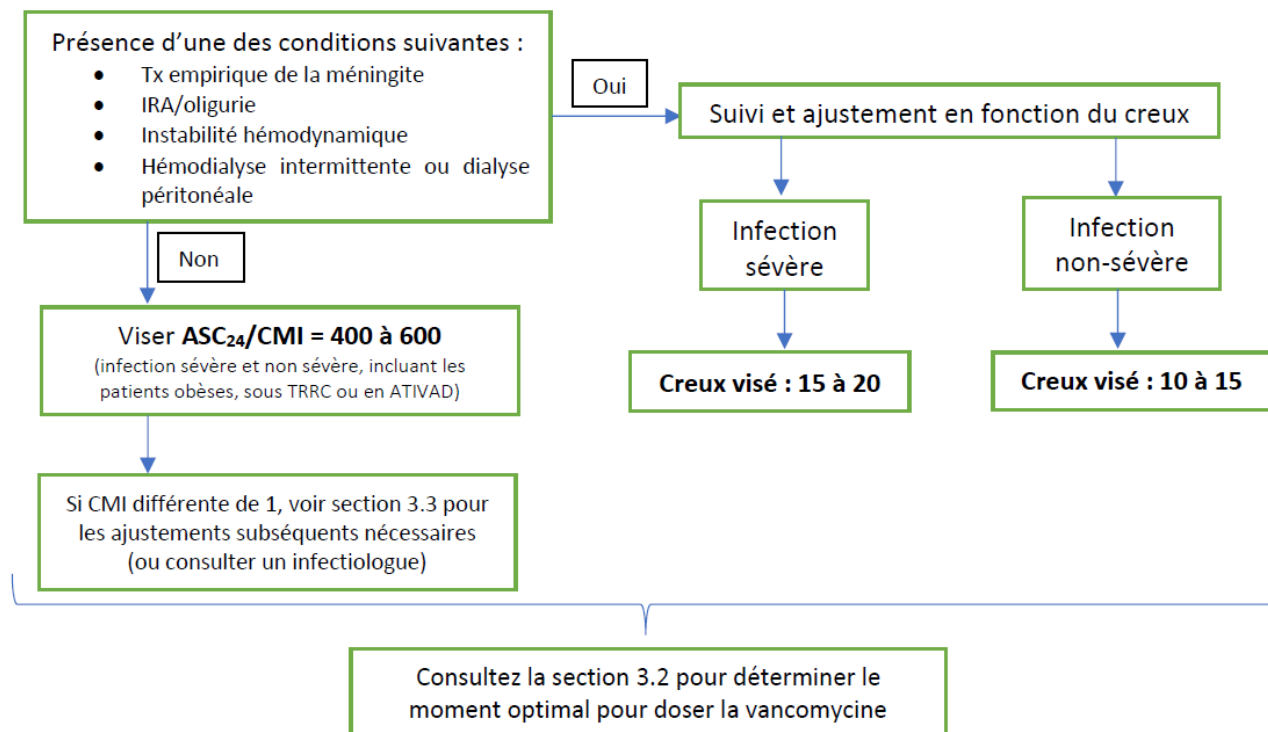 Présence d'une des conditions suivantes :
• Tx empirique de la méningite
• IRA/oligurie
• Instabilité hémodynamique
• Hémodialyse intermittente ou dialyse
péritonéale
Oui
Suivi et ajustement en fonction du creux
Non
Infection
sévère
Infection
non-sévère
Viser ASC₂₄/CMI = 400 à 600
(infection sévère et non sévère, incluant les
patients obèses, sous TRRC ou en ATIVAD)
Creux visé : 15 à 20
Creux visé : 10 à 15
Si CMI différente de 1, voir section 3.3 pour
les ajustements subséquents nécessaires
(ou consulter un infectiologue)
Consultez la section 3.2 pour déterminer le
moment optimal pour doser la vancomycine